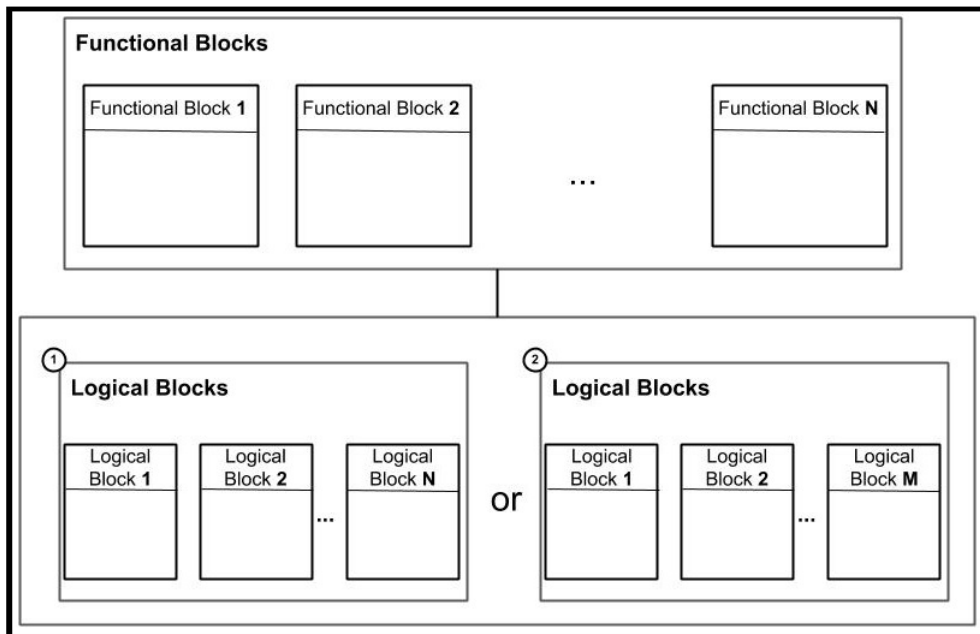 Functional Blocks
Functional Block 1
Functional Block 2
...
Functional Block N
1
Logical Blocks
Logical
Block 1
Logical
Block 2
...
Logical
Block N
or
2
Logical Blocks
Logical
Block 1
Logical
Block 2
...
Logical
Block M